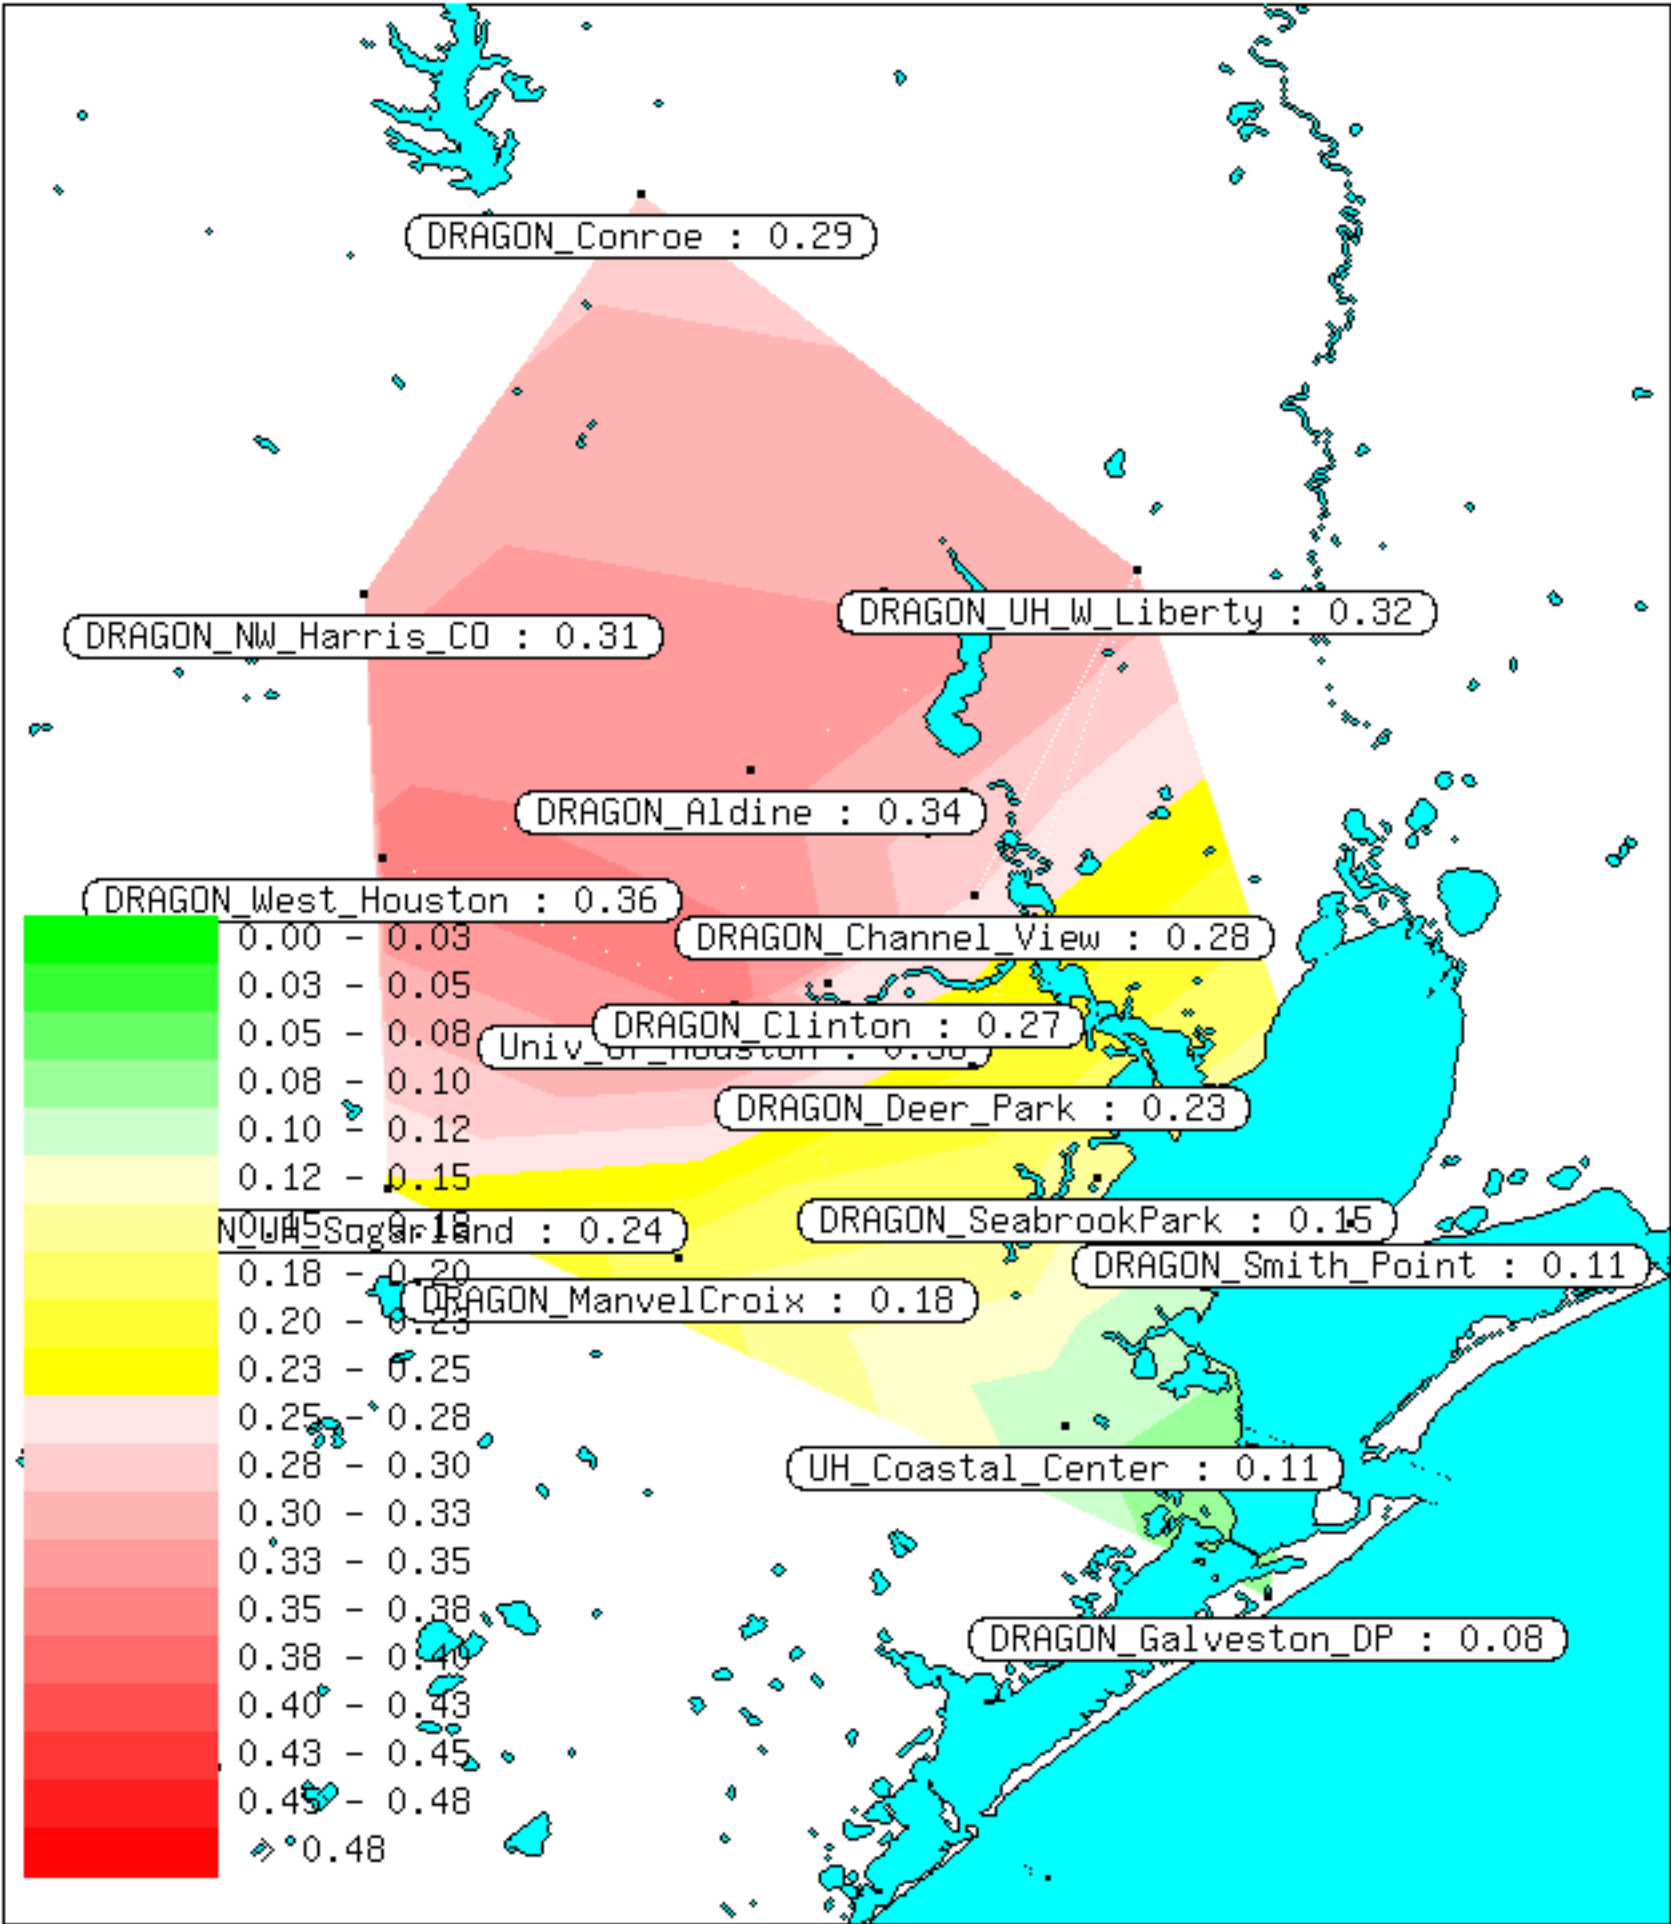 DRAGON_Conroe : 0.29
DRAGON_UH_W_Liberty : 0.32
DRAGON_NW_Harris_CO : 0.31
DRAGON_Aldine : 0.34
DRAGON_West_Houston : 0.36
DRAGON_Channel_View : 0.28
DRAGON_Clinton : 0.27
Univ_of_Houston :
DRAGON_Deer_Park : 0.23
DRAGON_SeabrookPark : 0.15
N_UH_Sugarland : 0.24
DRAGON_Smith_Point : 0.11
DRAGON_ManvelCroix : 0.18
UH_Coastal_Center : 0.11
DRAGON_Galveston_DP : 0.08
0.00 - 0.03
0.03 - 0.05
0.05 - 0.08
0.08 - 0.10
0.10 - 0.12
0.12 - 0.15
0.15 - 0.18
0.18 - 0.20
0.20 - 0.23
0.23 - 0.25
0.25 - 0.28
0.28 - 0.30
0.30 - 0.33
0.33 - 0.35
0.35 - 0.38
0.38 - 0.40
0.40 - 0.43
0.43 - 0.45
0.45 - 0.48
> 0.48